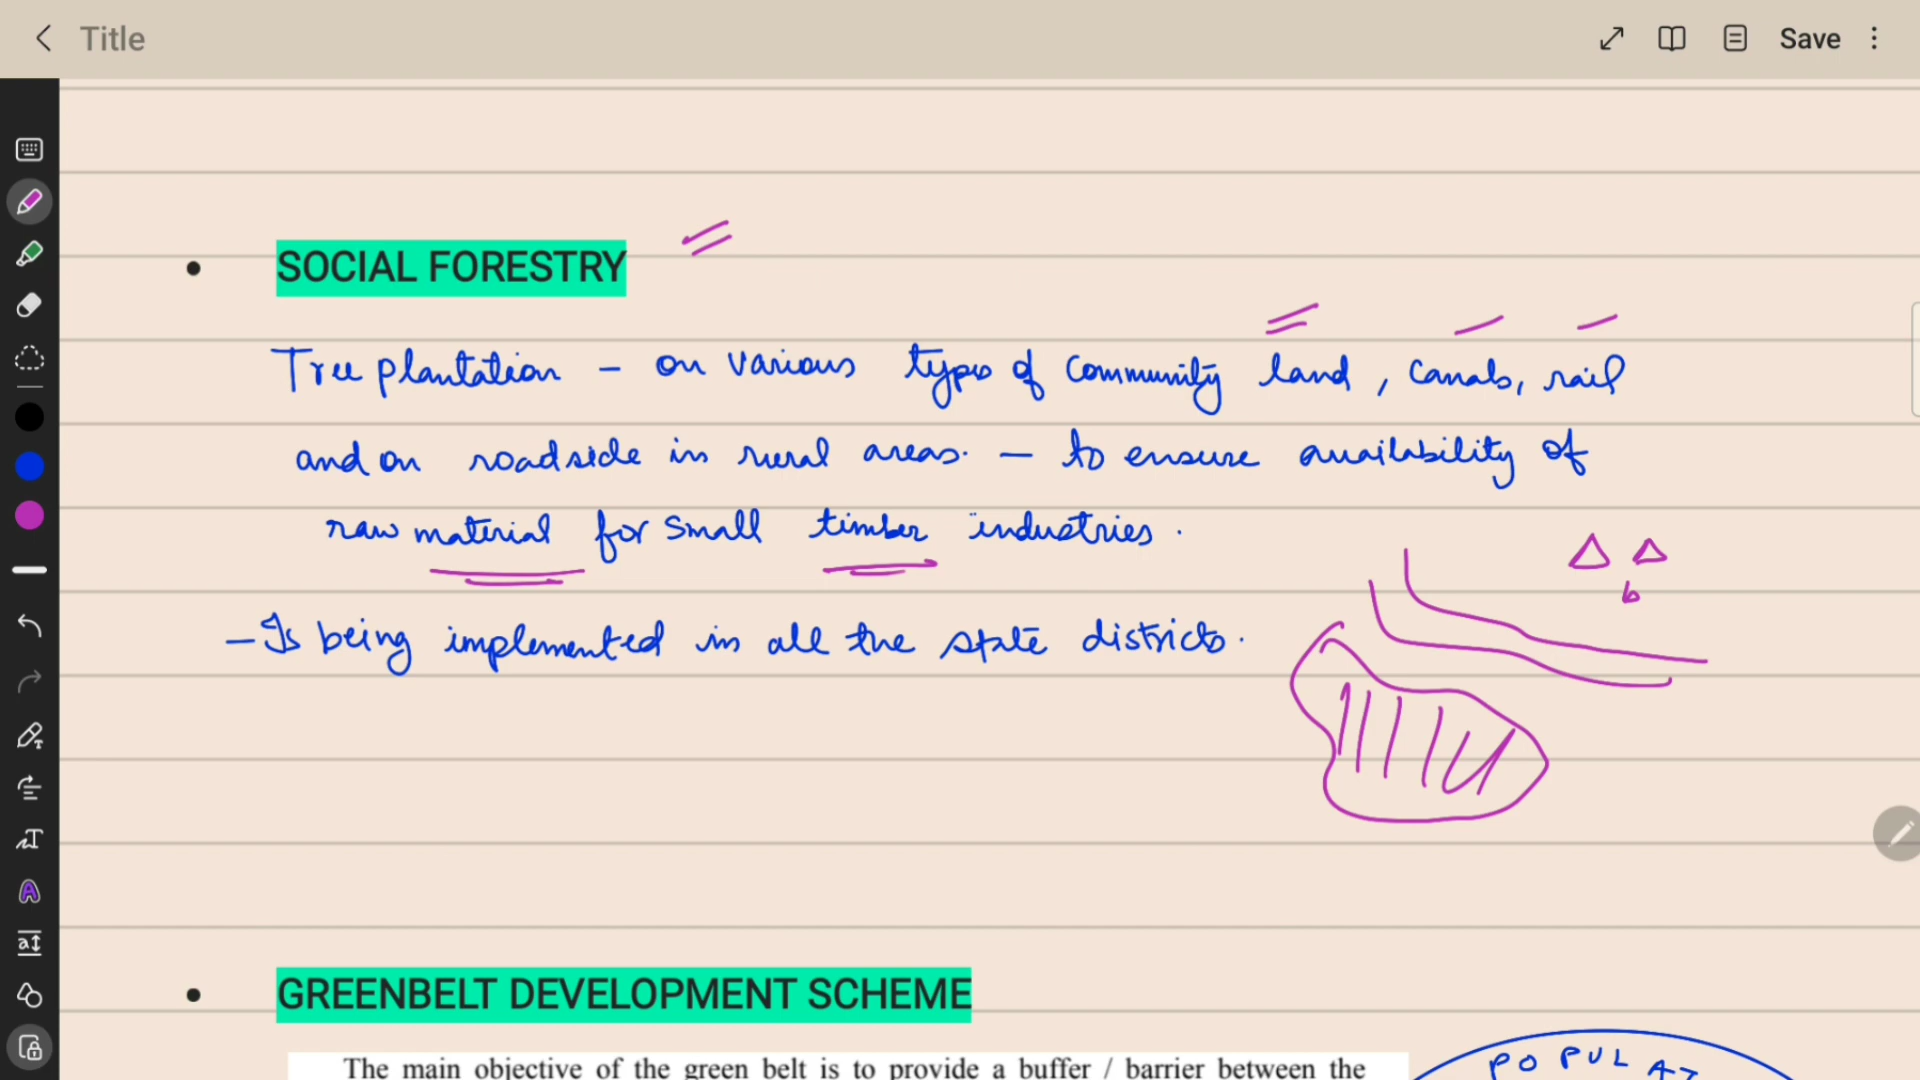 Title
Save
• SOCIAL FORESTRY
Tree plantation – on various types of community land, canals, rail
and on roadside in rural areas. – to ensure availability of
raw material for small timber industries.
– Is being implemented in all the state districts.
b
• GREENBELT DEVELOPMENT SCHEME
The main objective of the green belt is to provide a buffer / barrier between the
POPULAT